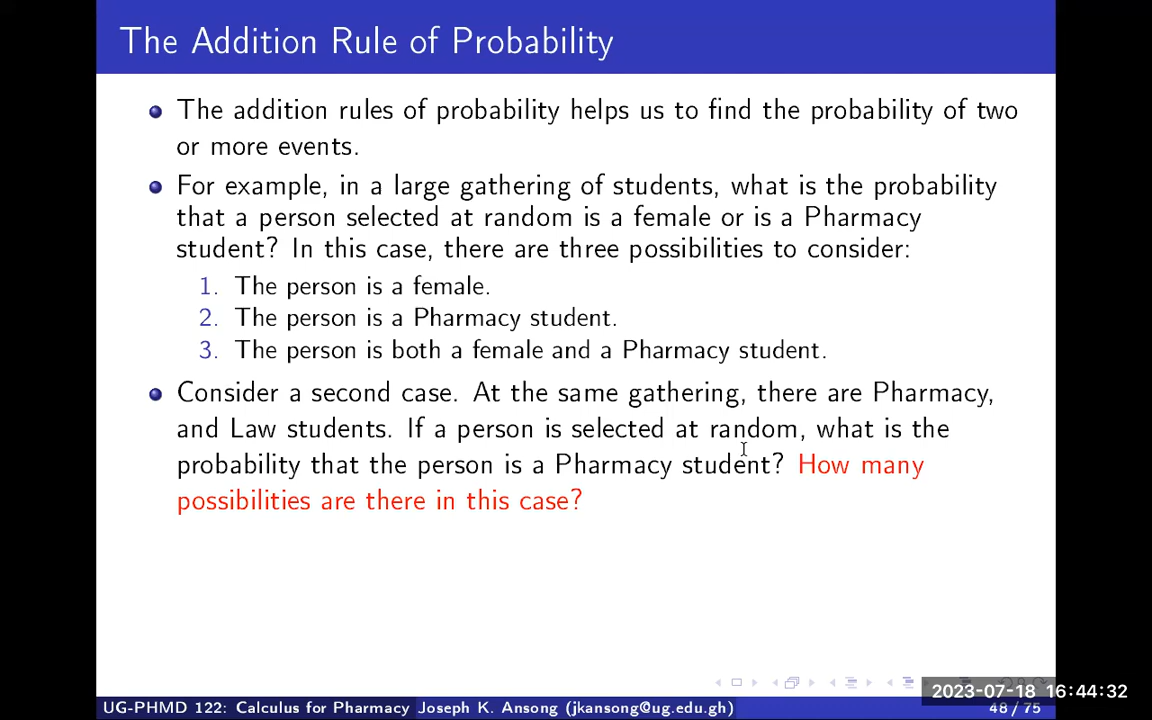 The Addition Rule of Probability
The addition rules of probability helps us to find the probability of two
or more events.
For example, in a large gathering of students, what is the probability
that a person selected at random is a female or is a Pharmacy
student? In this case, there are three possibilities to consider:
1. The person is a female.
2. The person is a Pharmacy student.
3. The person is both a female and a Pharmacy student.
Consider a second case. At the same gathering, there are Pharmacy,
and Law students. If a person is selected at random, what is the
probability that the person is a Pharmacy student? How many
possibilities are there in this case?
2023-07-18 16:44:32
UG-PHMD 122: Calculus for Pharmacy Joseph K. Ansong (jkansong@ug.edu.gh) 48 / 75